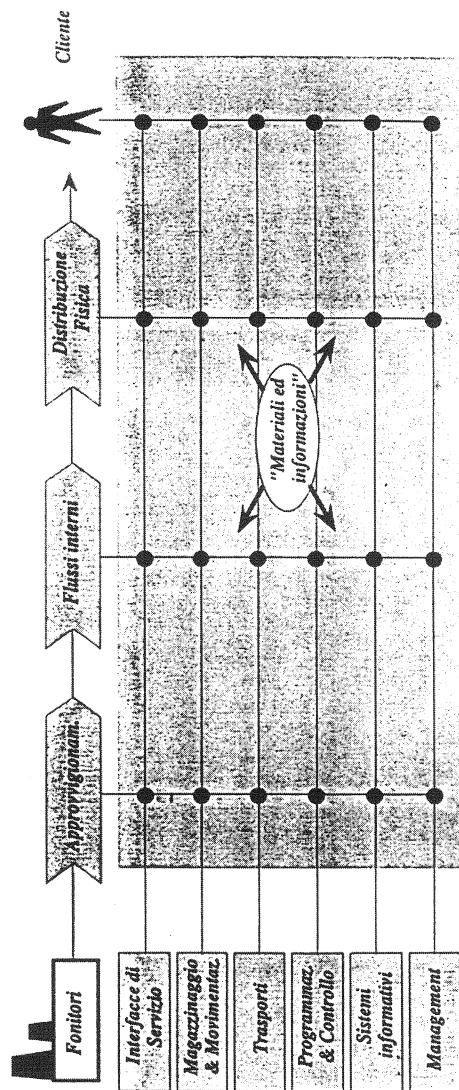 Fonitori
"Approvvigionam.
Flussi interni
Distribuzione
Fisica
Cliente
Interfacce di
Servizio
Magazinaggio
& Movimentaz.
Trasporti
Programmaz
& Controllo
Sistemi
informativi
Management
"Materiali ed
informazioni"